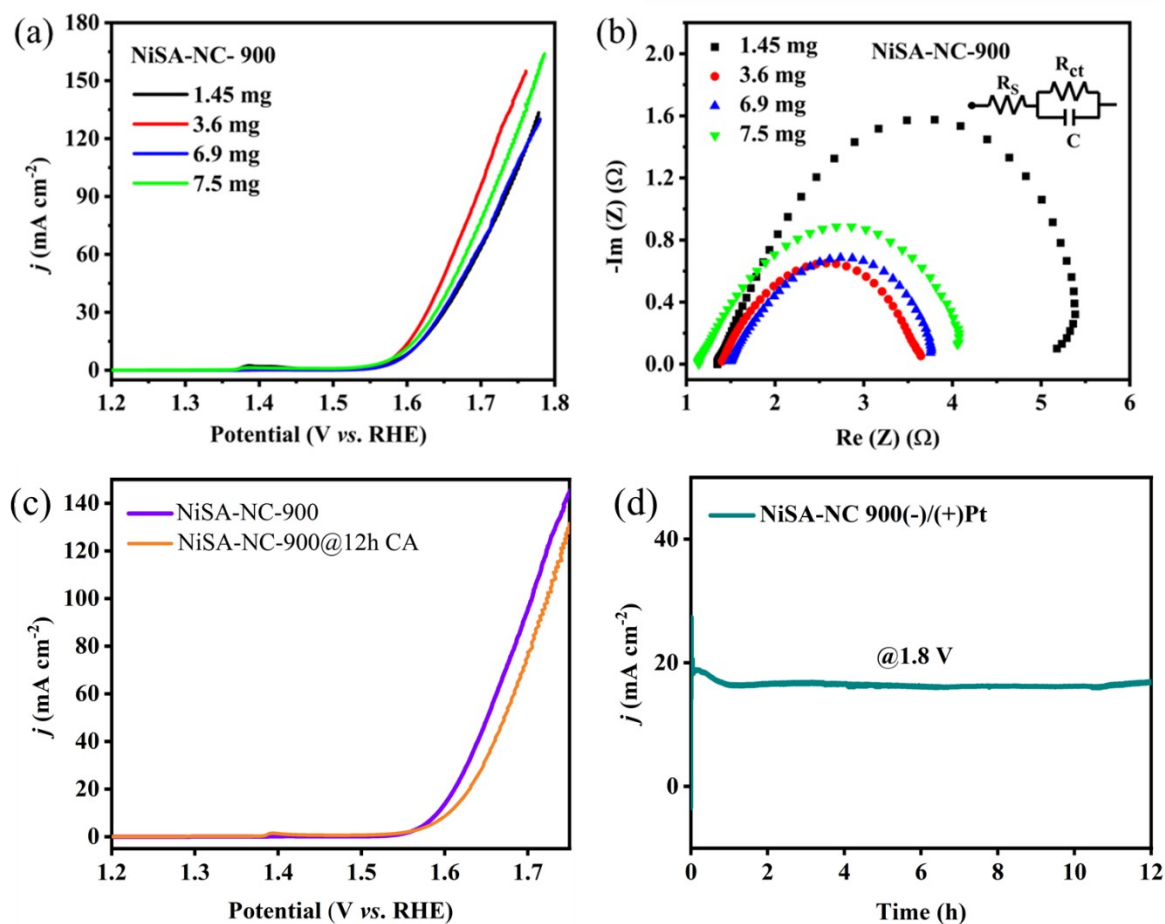 (a)
NiSA-NC- 900
1.45 mg
3.6 mg
6.9 mg
7.5 mg
180
150
120
90
60
30
0
j (mA cm⁻²)
1.2 1.3 1.4 1.5 1.6 1.7 1.8
Potential (V vs. RHE)
(b)
1.45 mg
3.6 mg
6.9 mg
7.5 mg
NiSA-NC-900
Rs
Rct
C
2.0
1.6
1.2
0.8
0.4
0.0
-Im (Z) (Ω)
1 2 3 4 5 6
Re (Z) (Ω)
(c)
NiSA-NC-900
NiSA-NC-900@12h CA
140
120
100
80
60
40
20
0
j (mA cm⁻²)
1.2 1.3 1.4 1.5 1.6 1.7
Potential (V vs. RHE)
(d)
NiSA-NC 900(-)/(+)Pt
@1.8 V
40
20
0
j (mA cm⁻²)
0 2 4 6 8 10 12
Time (h)